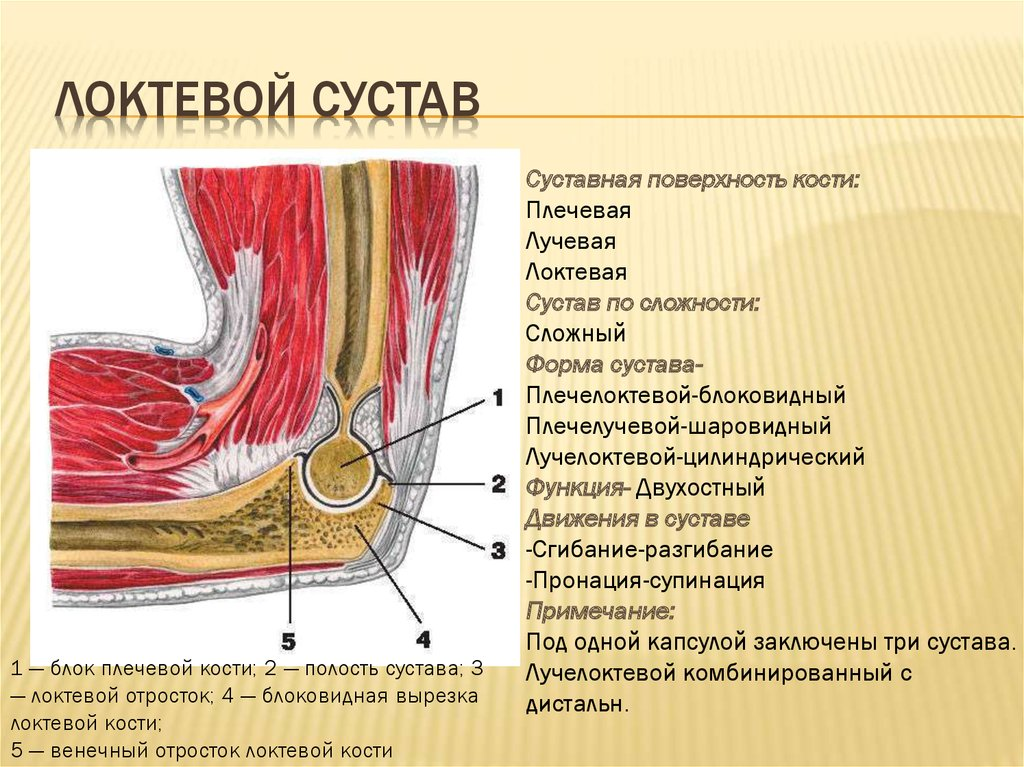 ЛОКТЕВОЙ СУСТАВ
1
2
3
5
4
1 — блок плечевой кости; 2 — полость сустава; 3
— локтевой отросток; 4 — блоковидная вырезка
локтевой кости;
5 — венечный отросток локтевой кости
Суставная поверхность кости:
Плечевая
Лучевая
Локтевая
Сустав по сложности:
Сложный
Форма сустава-
Плечелоктевой-блоковидный
Плечелучевой-шаровидный
Лучелоктевой-цилиндрический
Функция- Двухостный
Движения в суставе
-Сгибание-разгибание
-Пронация-супинация
Примечание:
Под одной капсулой заключены три сустава.
Лучелоктевой комбинированный с
дистальн.